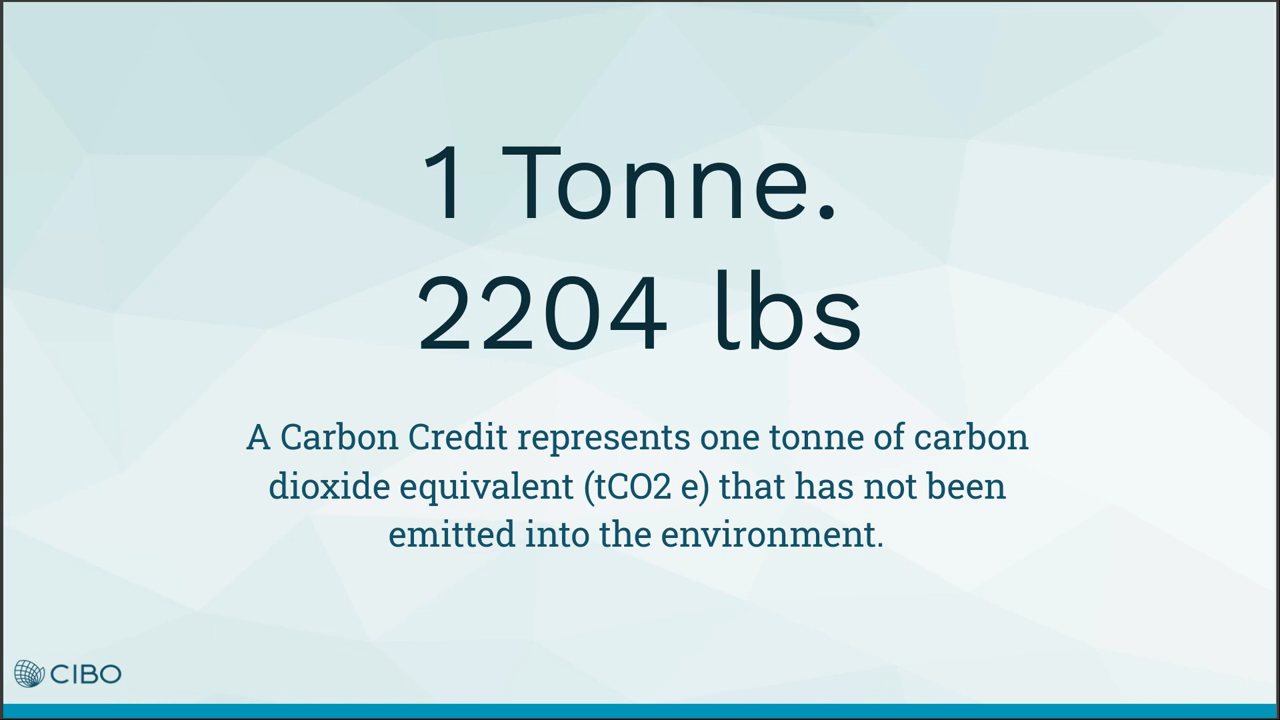 1 Tonne.
2204 lbs
A Carbon Credit represents one tonne of carbon
dioxide equivalent (tCO2 e) that has not been
emitted into the environment.
CIBO